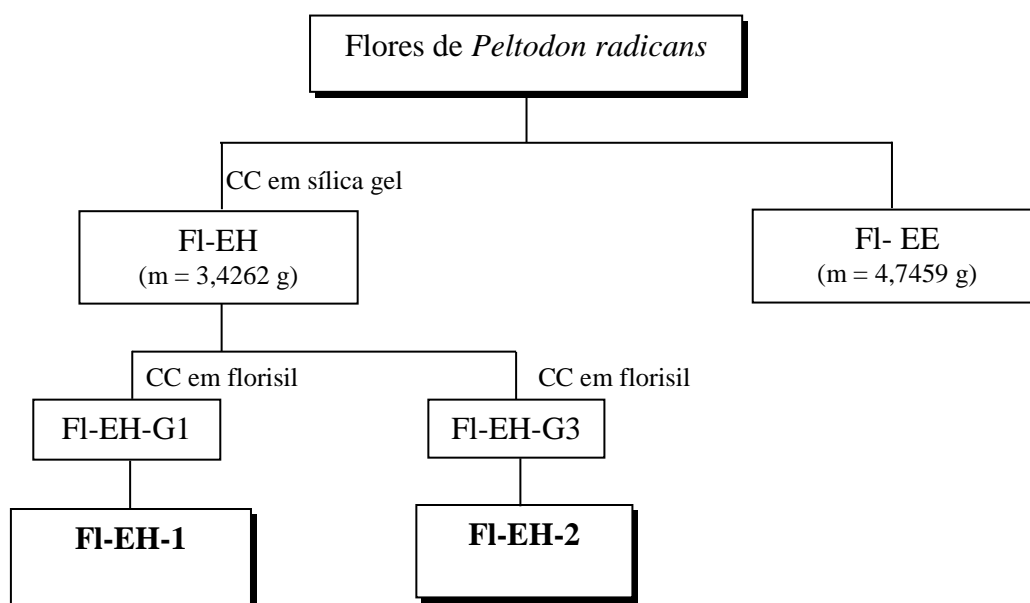 Flores de Peltodon radicans
CC em sílica gel
Fl-EH
(m = 3,4262 g)
Fl- EE
(m = 4,7459 g)
CC em florisil
CC em florisil
Fl-EH-G1
Fl-EH-G3
Fl-EH-1
Fl-EH-2